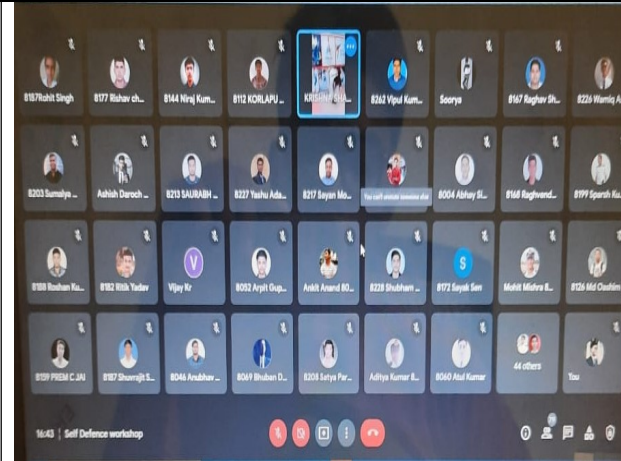 8187Rohit Singh 8177 Rishav ch... 8144 Niraj Kum... 8112 KORLAPU ... KRISHNA SHA... 8262 Vipul Kum... Soorya 8167 Raghav Sh... 8226 Wamiq A
8203 Sumaiya ... Ashish Daroch ... 8213 SAURABH ... 8227 Yashu Ada... 8217 Sayan Mo... You can't unmute someone else 8004 Abhay Si... 8168 Raghvend... 8199 Sparsh Ku
8188 Roshan Ku... 8182 Ritik Yadav V Vijay Kr 8052 Arpit Gup... Ankit Anand 80... 8228 Shubham ... S 8172 Sayak Sen Mohit Mishra 8... 8126 Md Qashim
8159 PREM C JAI 8187 Shuvrajit S... 8046 Anubhav ... 8069 Bhuban D... 8208 Satya Par... Aditya Kumar 8... 8060 Atul Kumar 44 others You
16:43 | Self Defence workshop